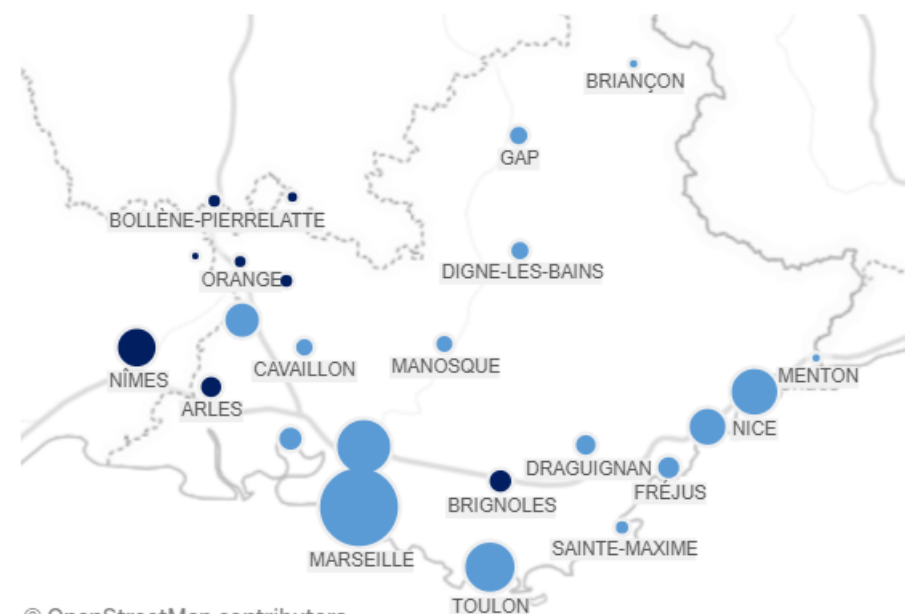 BRIANÇON
GAP
BOLLÈNE-PIERRELATTE
DIGNE-LES-BAINS
ORANGE
CAVAILLON
MANOSQUE
NÎMES
MENTON
ARLES
NICE
DRAGUIGNAN
FRÉJUS
BRIGNOLES
SAINTE-MAXIME
MARSEILLE
TOULON
© OpenStreetMap contributors